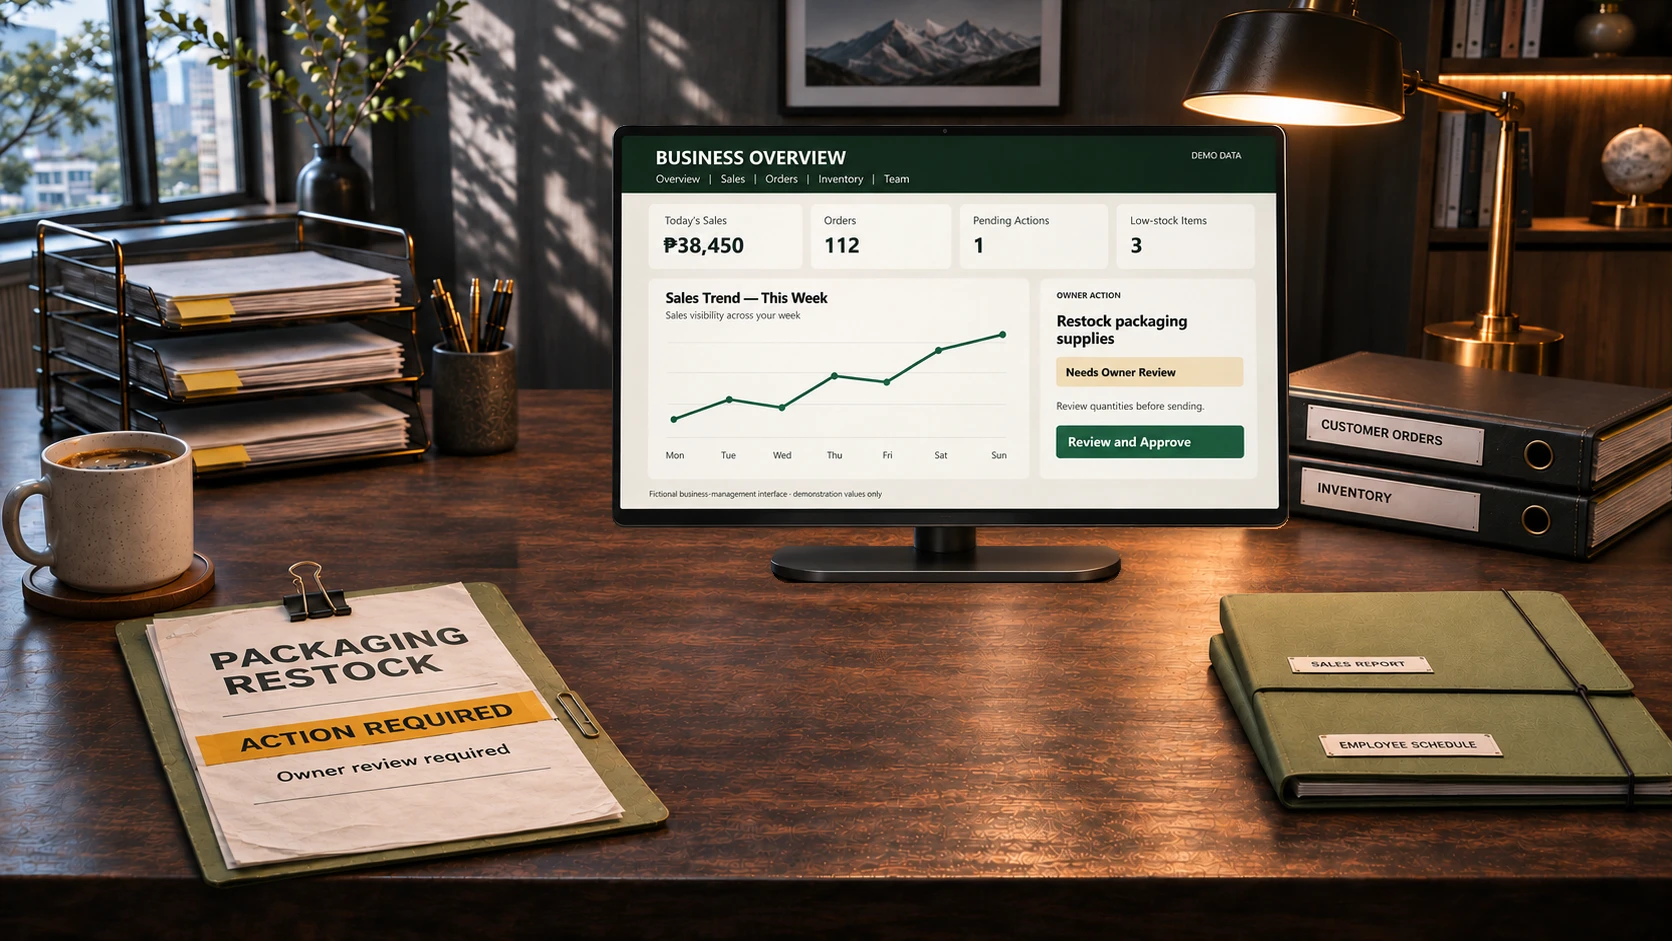 BUSINESS OVERVIEW
DEMO DATA
Overview | Sales | Orders | Inventory | Team
Today's Sales
₱38,450
Orders
112
Pending Actions
1
Low-stock Items
3
Sales Trend — This Week
Sales visibility across your week
Mon Tue Wed Thu Fri Sat Sun
OWNER ACTION
Restock packaging
supplies
Needs Owner Review
Review quantities before sending.
Review and Approve
Fictional business-management interface · demonstration values only
CUSTOMER ORDERS
INVENTORY
PACKAGING
RESTOCK
ACTION REQUIRED
Owner review required
SALES REPORT
EMPLOYEE SCHEDULE